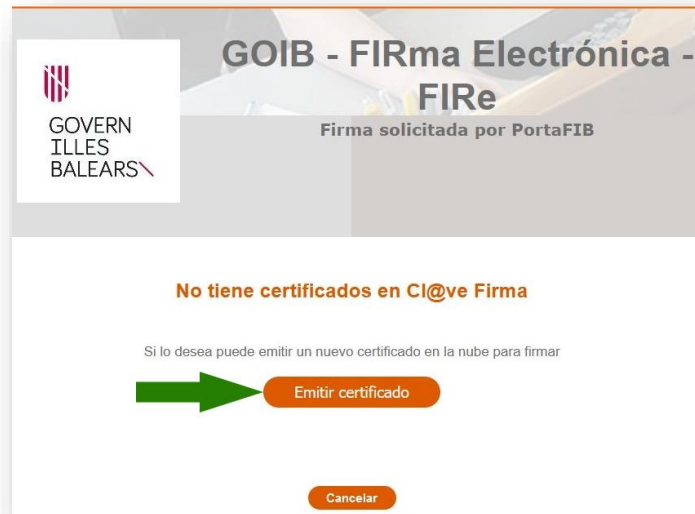 GOIB - FIRma Electrónica -
FIRe
Firma solicitada por PortaFIB
GOVERN
ILLES
BALEARS
No tiene certificados en Cl@ve Firma
Si lo desea puede emitir un nuevo certificado en la nube para firmar
Emitir certificado
Cancelar